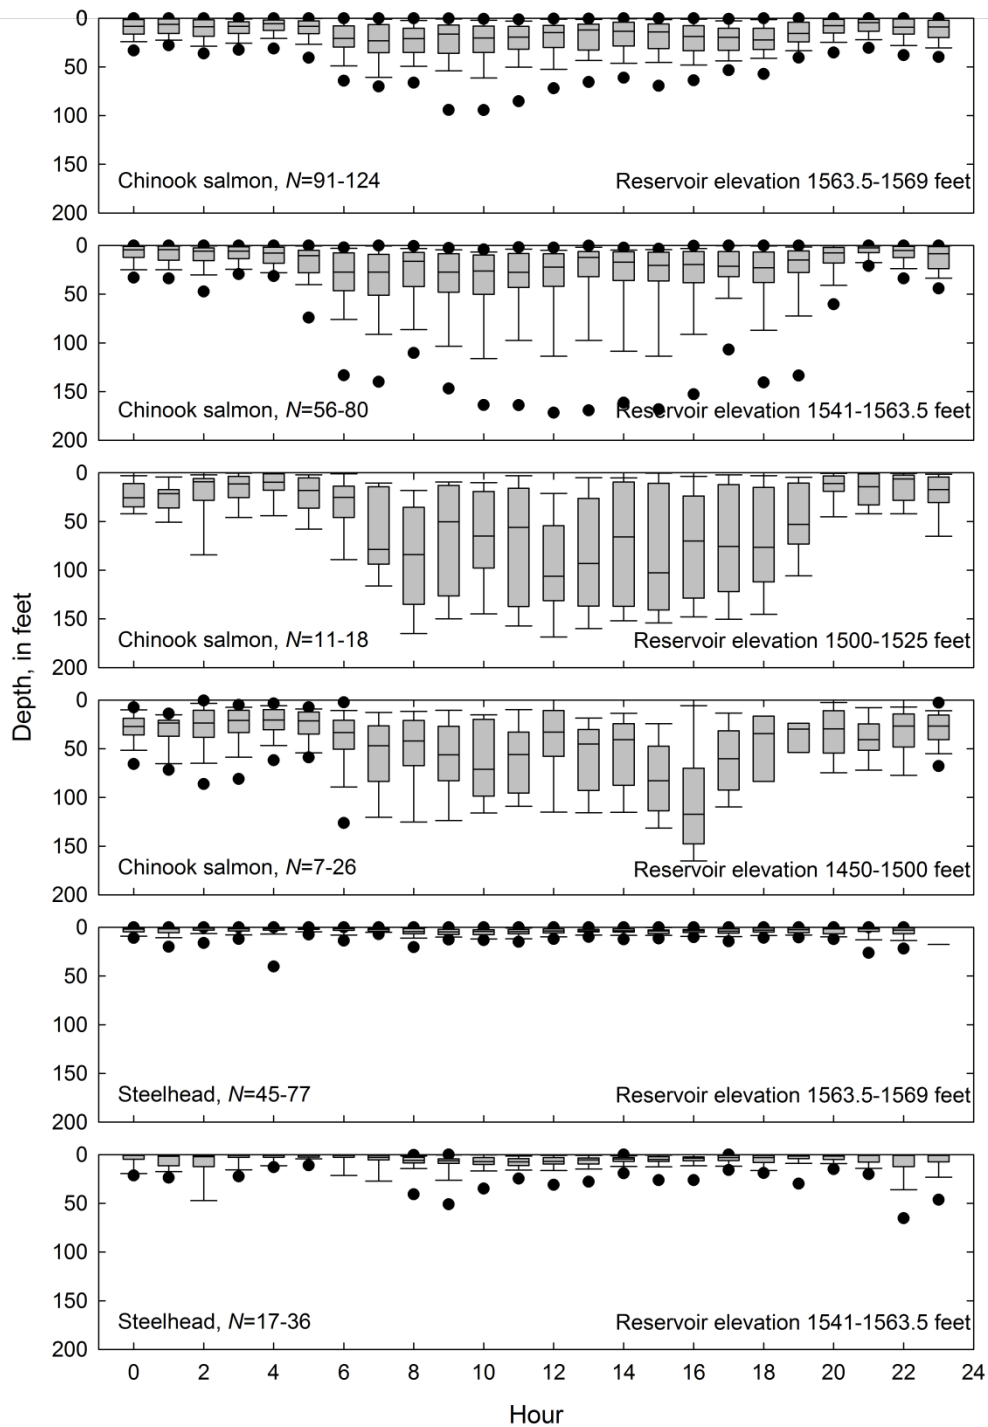 Depth, in feet
0
50
100
150
200
Chinook salmon, N=91-124
Reservoir elevation 1563.5-1569 feet
0
50
100
150
200
Chinook salmon, N=56-80
Reservoir elevation 1541-1563.5 feet
0
50
100
150
200
Chinook salmon, N=11-18
Reservoir elevation 1500-1525 feet
0
50
100
150
200
Chinook salmon, N=7-26
Reservoir elevation 1450-1500 feet
0
50
100
150
200
Steelhead, N=45-77
Reservoir elevation 1563.5-1569 feet
0
50
100
150
200
Steelhead, N=17-36
Reservoir elevation 1541-1563.5 feet
0 2 4 6 8 10 12 14 16 18 20 22 24
Hour